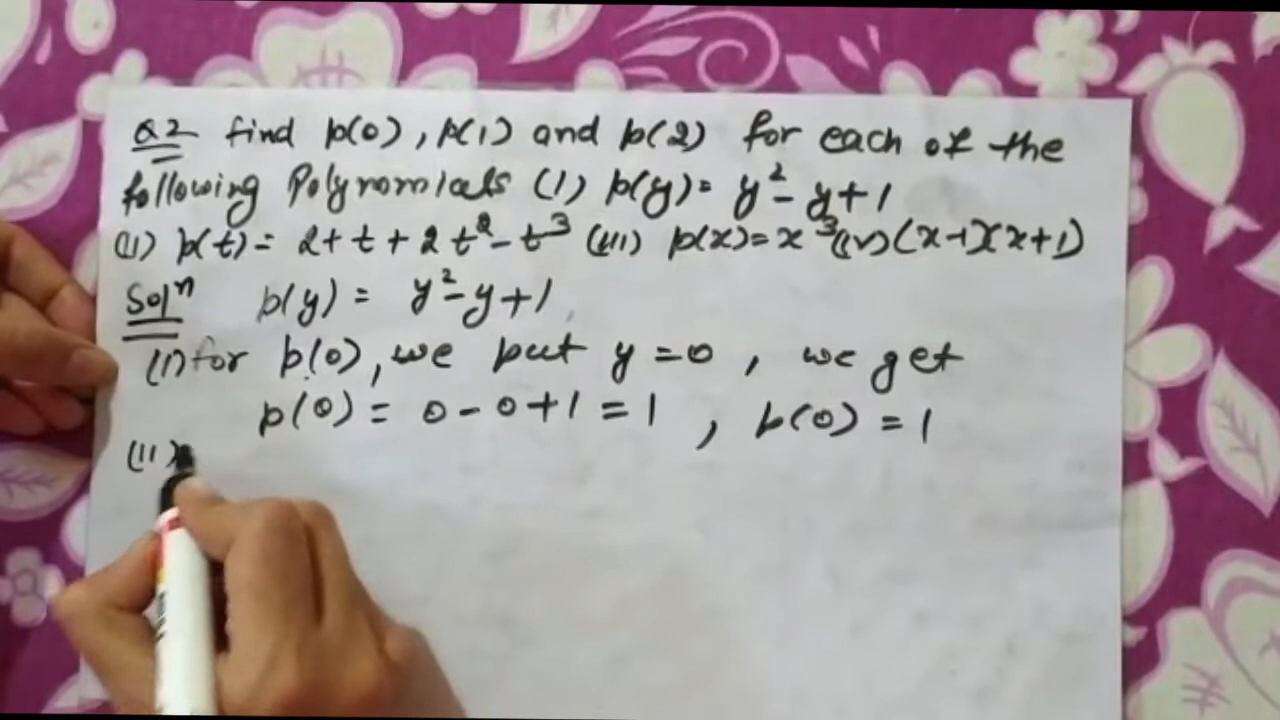 Q2 find p(0), p(1) and p(2) for each of the
following Polynomials (i) p(y) = y² - y + 1
(ii) p(t) = 2 + t + 2t² - t³ (iii) p(x) = x³ (iv) (x-1)(x+1)
Solⁿ p(y) = y² - y + 1
(i) for p(0), we put y = 0, we get
p(0) = 0 - 0 + 1 = 1, p(0) = 1
(ii)